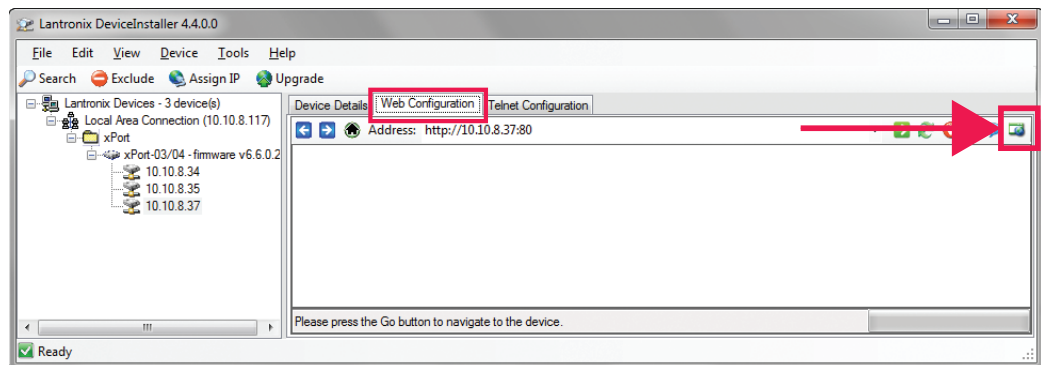 Lantronix DeviceInstaller 4.4.0.0
File Edit View Device Tools Help
Search Exclude Assign IP Upgrade
Lantronix Devices - 3 device(s)
Local Area Connection (10.10.8.117)
xPort
xPort-03/04 - firmware v6.6.0.2
10.10.8.34
10.10.8.35
10.10.8.37
Device Details Web Configuration Telnet Configuration
Address: http://10.10.8.37:80
Please press the Go button to navigate to the device.
Ready